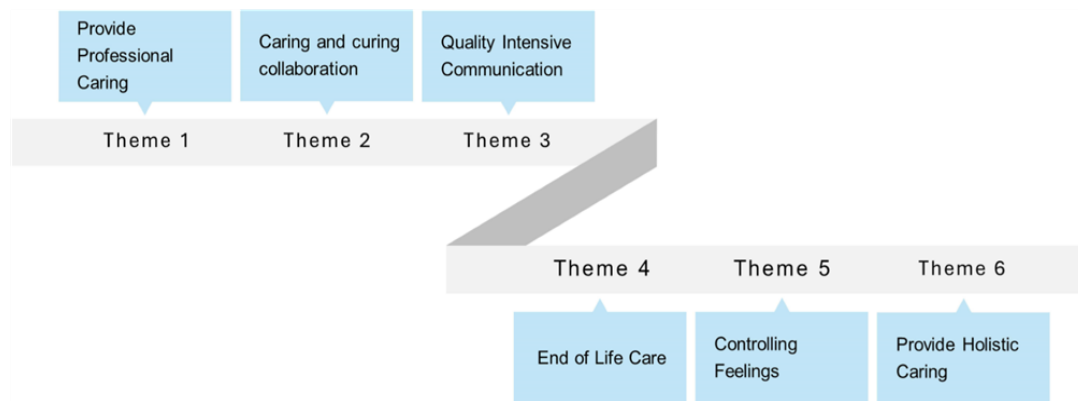 Provide
Professional
Caring
Caring and curing
collaboration
Quality Intensive
Communication
Theme 1
Theme 2
Theme 3
Theme 4
Theme 5
Theme 6
End of Life Care
Controlling
Feelings
Provide Holistic
Caring